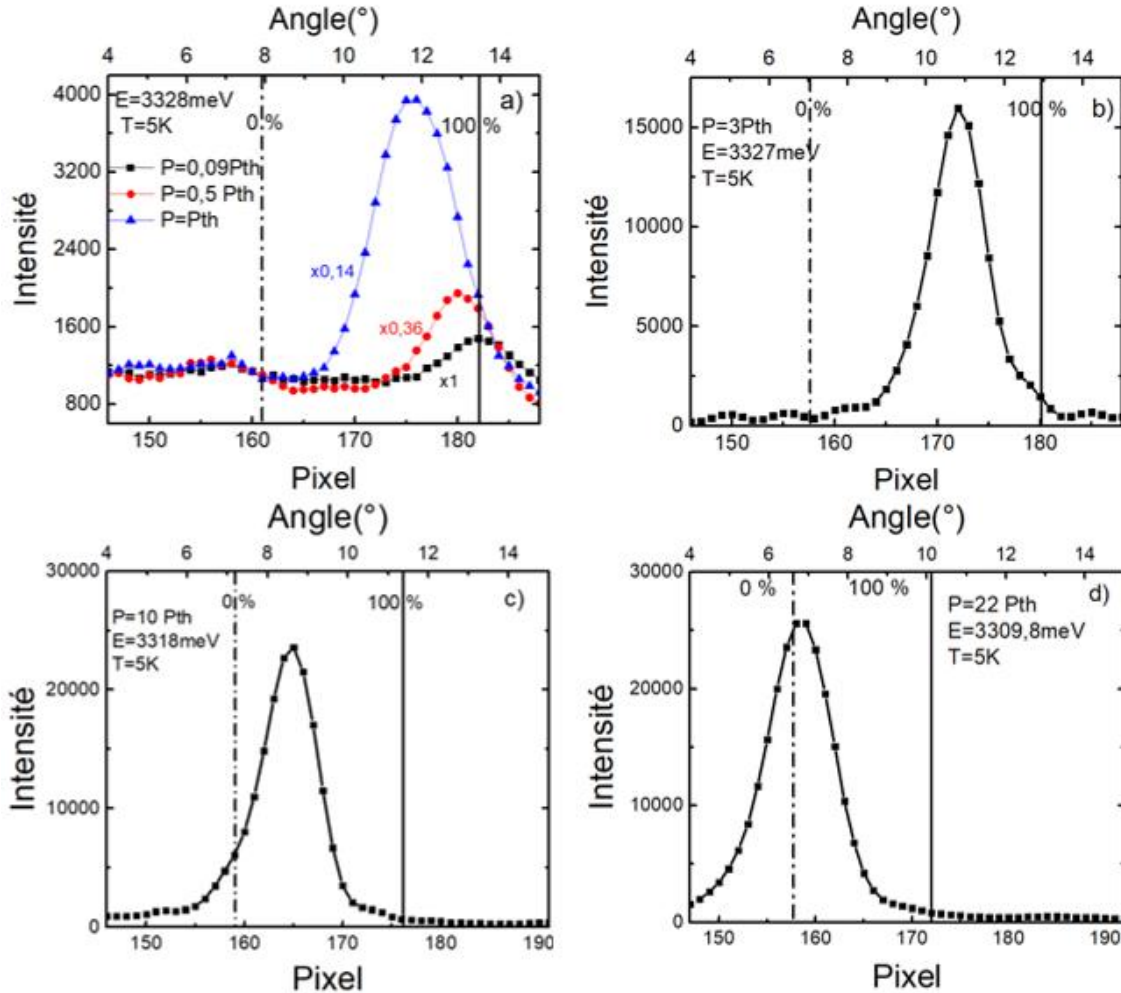 Angle(°)
4 6 8 10 12 14
4000
3200
2400
1600
800
Intensité
E=3328meV
T=5K
0 %
100 %
a)
P=0,09Pth
P=0,5 Pth
P=Pth
x0,14
x0,36
x1
150 160 170 180
Pixel
Angle(°)
4 6 8 10 12 14
15000
10000
5000
0
Intensité
0 %
100 %
b)
P=3Pth
E=3327meV
T=5K
150 160 170 180
Pixel
Angle(°)
4 6 8 10 12 14
30000
20000
10000
0
Intensité
0 %
100 %
c)
P=10 Pth
E=3318meV
T=5K
150 160 170 180 190
Pixel
Angle(°)
4 6 8 10 12 14
30000
20000
10000
0
Intensité
0 %
100 %
d)
P=22 Pth
E=3309,8meV
T=5K
150 160 170 180 190
Pixel